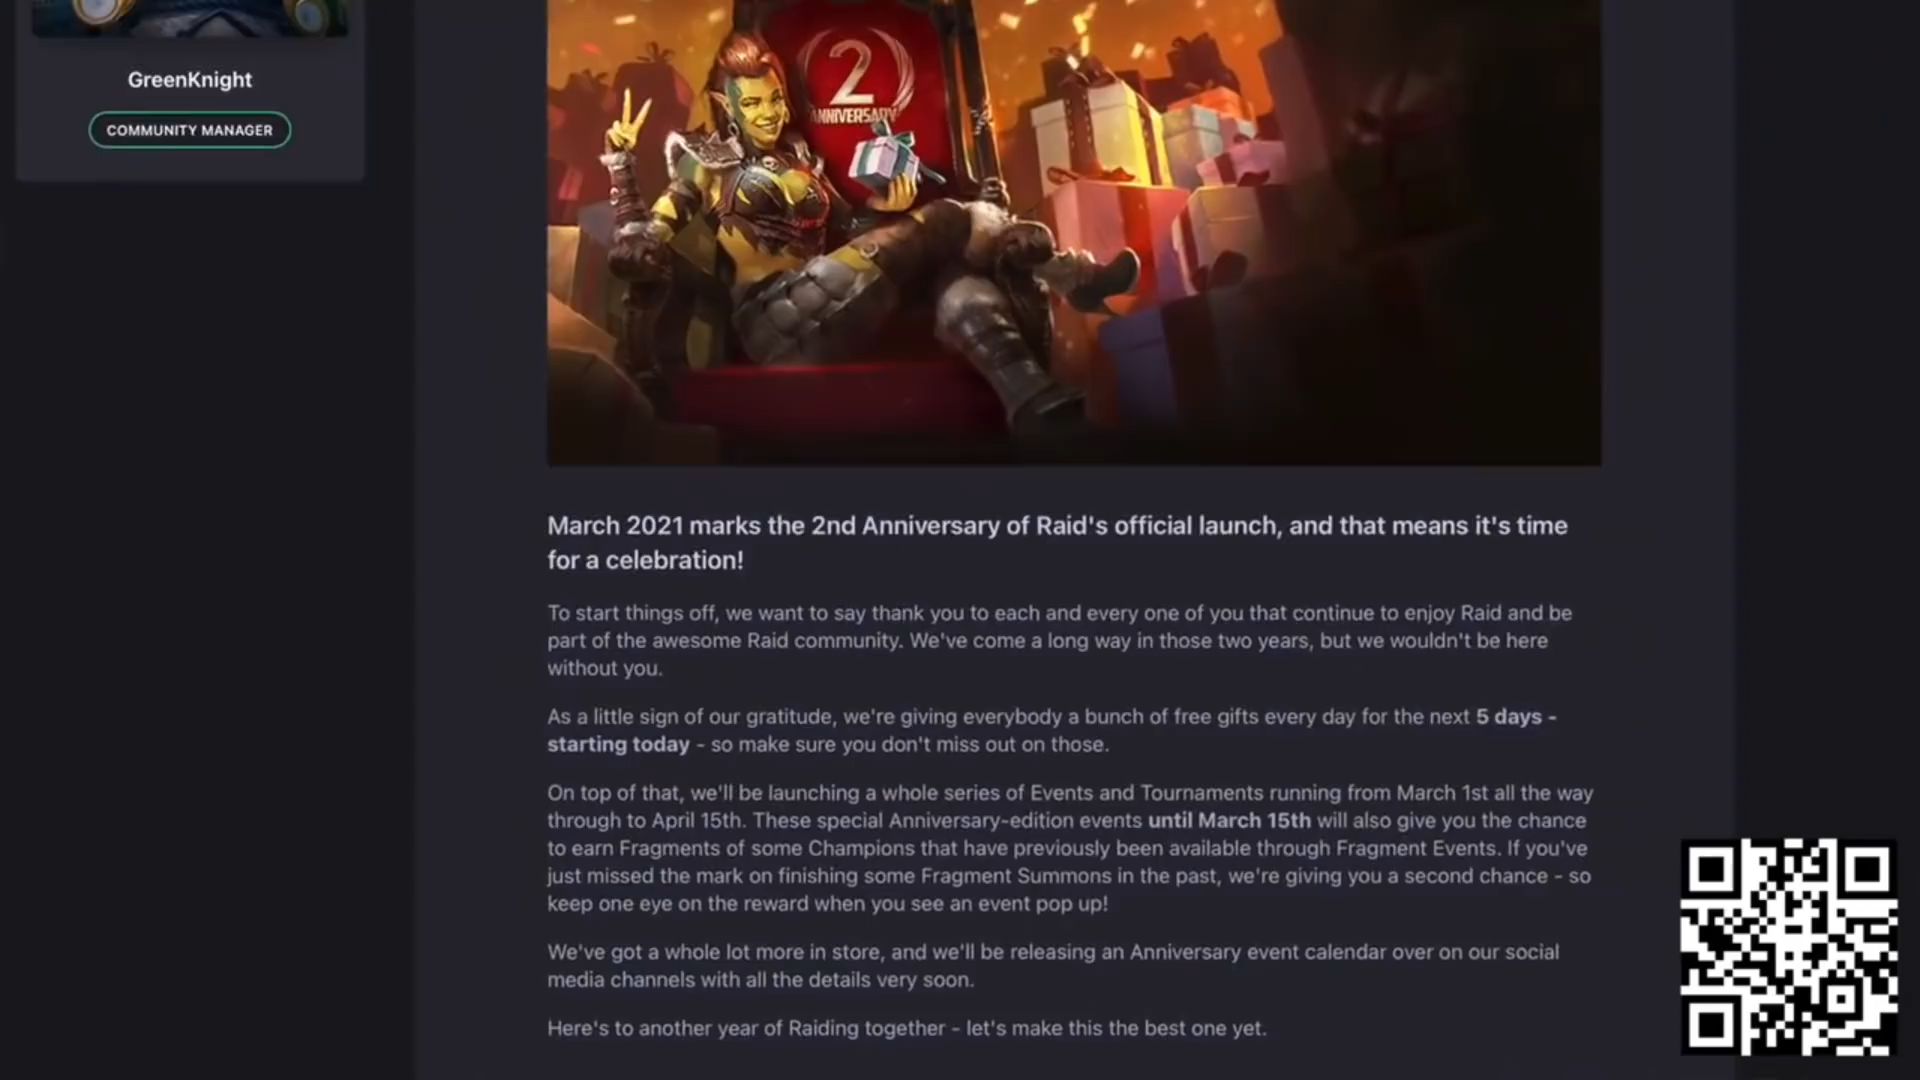 GreenKnight
COMMUNITY MANAGER
2
ANNIVERSARY
March 2021 marks the 2nd Anniversary of Raid's official launch, and that means it's time
for a celebration!
To start things off, we want to say thank you to each and every one of you that continue to enjoy Raid and be
part of the awesome Raid community. We've come a long way in those two years, but we wouldn't be here
without you.
As a little sign of our gratitude, we're giving everybody a bunch of free gifts every day for the next 5 days -
starting today - so make sure you don't miss out on those.
On top of that, we'll be launching a whole series of Events and Tournaments running from March 1st all the way
through to April 15th. These special Anniversary-edition events until March 15th will also give you the chance
to earn Fragments of some Champions that have previously been available through Fragment Events. If you've
just missed the mark on finishing some Fragment Summons in the past, we're giving you a second chance - so
keep one eye on the reward when you see an event pop up!
We've got a whole lot more in store, and we'll be releasing an Anniversary event calendar over on our social
media channels with all the details very soon.
Here's to another year of Raiding together - let's make this the best one yet.